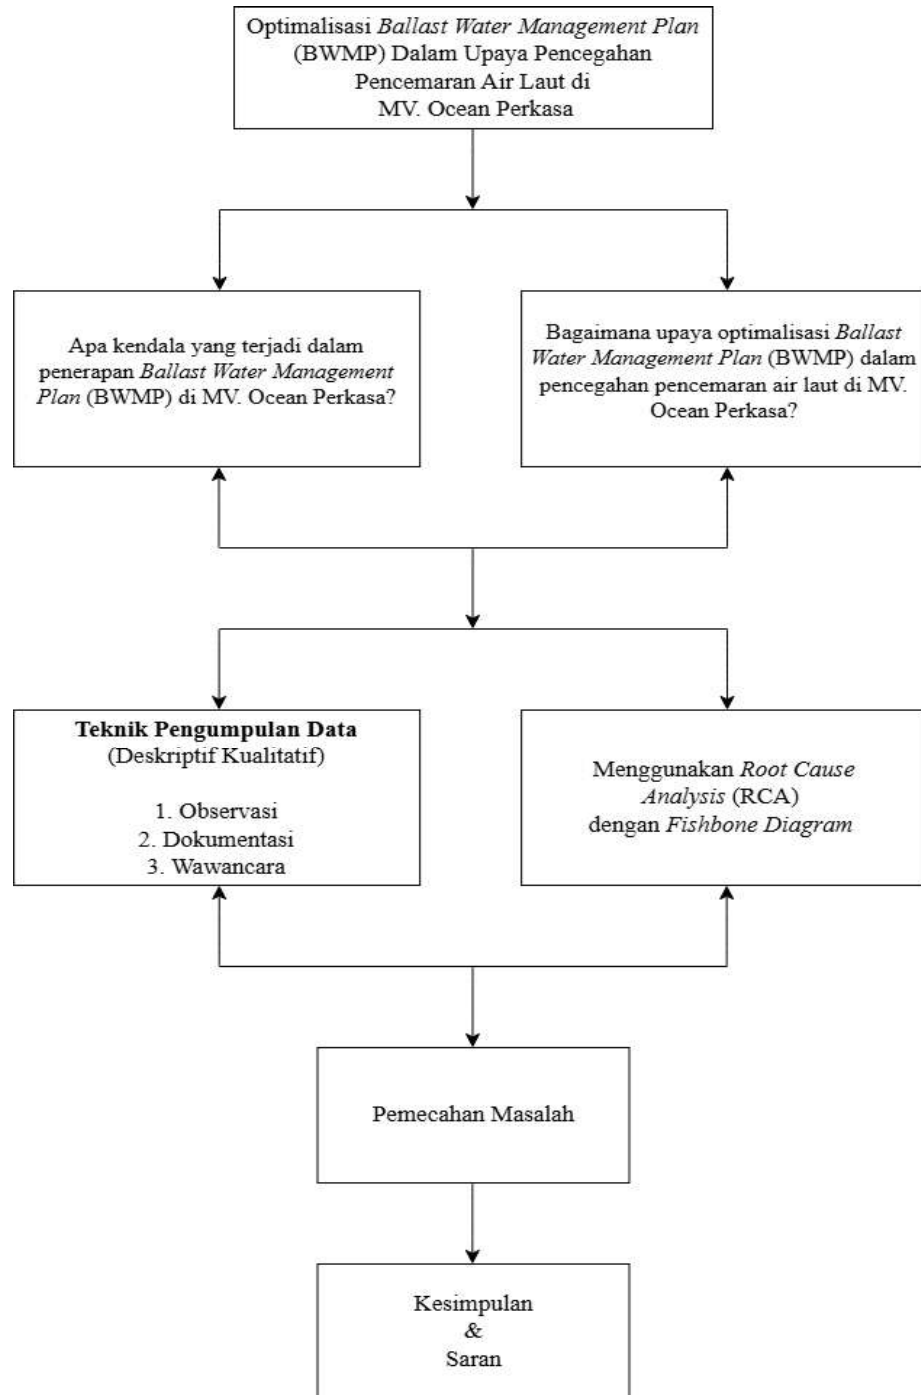 Optimalisasi Ballast Water Management Plan
(BWMP) Dalam Upaya Pencegahan
Pencemaran Air Laut di
MV. Ocean Perkasa
Apa kendala yang terjadi dalam
penerapan Ballast Water Management
Plan (BWMP) di MV. Ocean Perkasa?
Bagaimana upaya optimalisasi Ballast
Water Management Plan (BWMP) dalam
pencegahan pencemaran air laut di MV.
Ocean Perkasa?
Teknik Pengumpulan Data
(Deskriptif Kualitatif)
1. Observasi
2. Dokumentasi
3. Wawancara
Menggunakan Root Cause
Analysis (RCA)
dengan Fishbone Diagram
Pemecahan Masalah
Kesimpulan
&
Saran